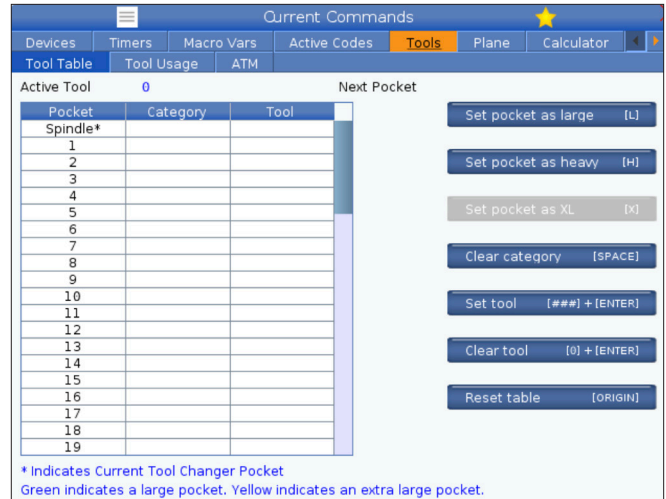 Current Commands
Devices Timers Macro Vars Active Codes Tools Plane Calculator
Tool Table Tool Usage ATM
Active Tool 0 Next Pocket
Pocket Category Tool
Spindle*
1
2
3
4
5
6
7
8
9
10
11
12
13
14
15
16
17
18
19
Set pocket as large [L]
Set pocket as heavy [H]
Set pocket as XL [X]
Clear category [SPACE]
Set tool [###] + [ENTER]
Clear tool [0] + [ENTER]
Reset table [ORIGIN]
* Indicates Current Tool Changer Pocket
Green indicates a large pocket. Yellow indicates an extra large pocket.